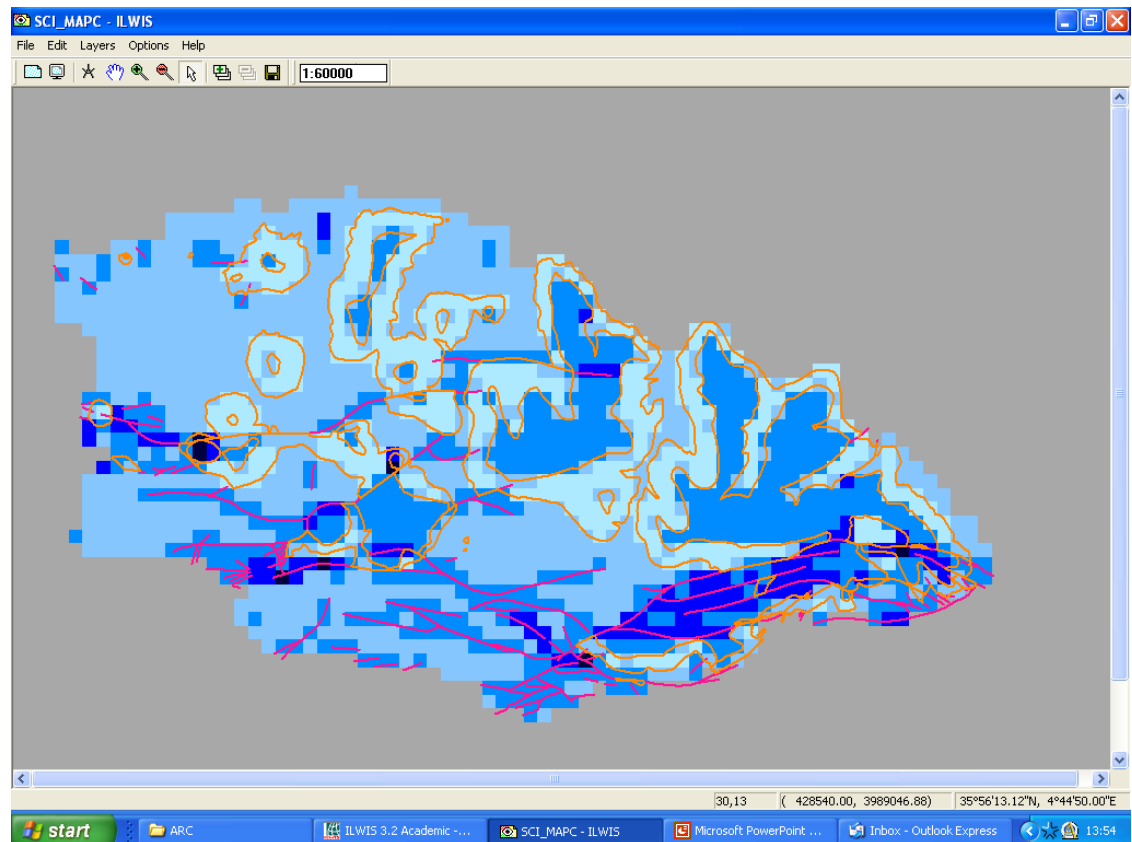 SCI_MAPC - ILWIS
File Edit Layers Options Help
1:60000
30,13 ( 428540.00, 3989046.88) 35°56'13.12"N, 4°44'50.00"E
start ARC ILWIS 3.2 Academic -... SCI_MAPC - ILWIS Microsoft PowerPoint ... Inbox - Outlook Express 13:54